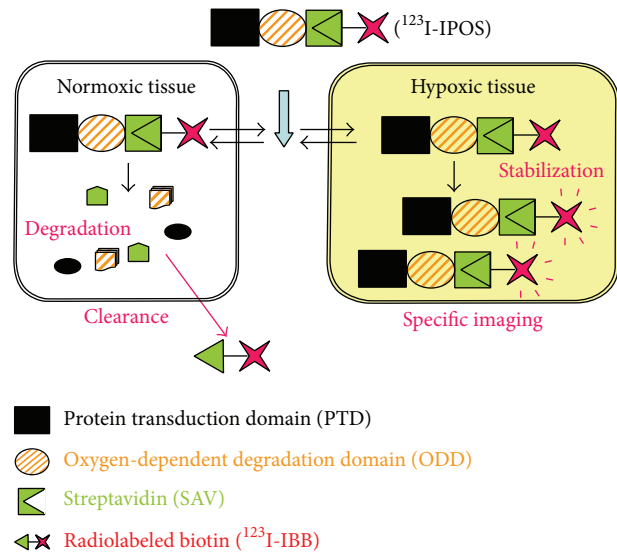 (¹²³I-IPOS)
Normoxic tissue
Hypoxic tissue
Stabilization
Degradation
Clearance
Specific imaging
Protein transduction domain (PTD)
Oxygen-dependent degradation domain (ODD)
Streptavidin (SAV)
Radiolabeled biotin (¹²³I-IBB)